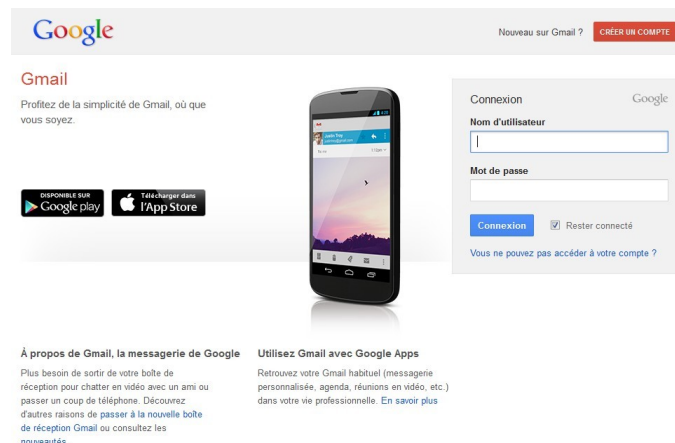 Google
Nouveau sur Gmail ?
CRÉER UN COMPTE
Gmail
Profitez de la simplicité de Gmail, où que
vous soyez.
DISPONIBLE SUR
Google play
Télécharger dans
l'App Store
Connexion
Google
Nom d'utilisateur
Mot de passe
Connexion
Rester connecté
Vous ne pouvez pas accéder à votre compte ?
À propos de Gmail, la messagerie de Google
Plus besoin de sortir de votre boîte de
réception pour chatter en vidéo avec un ami ou
passer un coup de téléphone. Découvrez
d'autres raisons de passer à la nouvelle boîte
de réception Gmail ou consultez les
nouveautés
Utilisez Gmail avec Google Apps
Retrouvez votre Gmail habituel (messagerie
personnalisée, agenda, réunions en vidéo, etc.)
dans votre vie professionnelle. En savoir plus